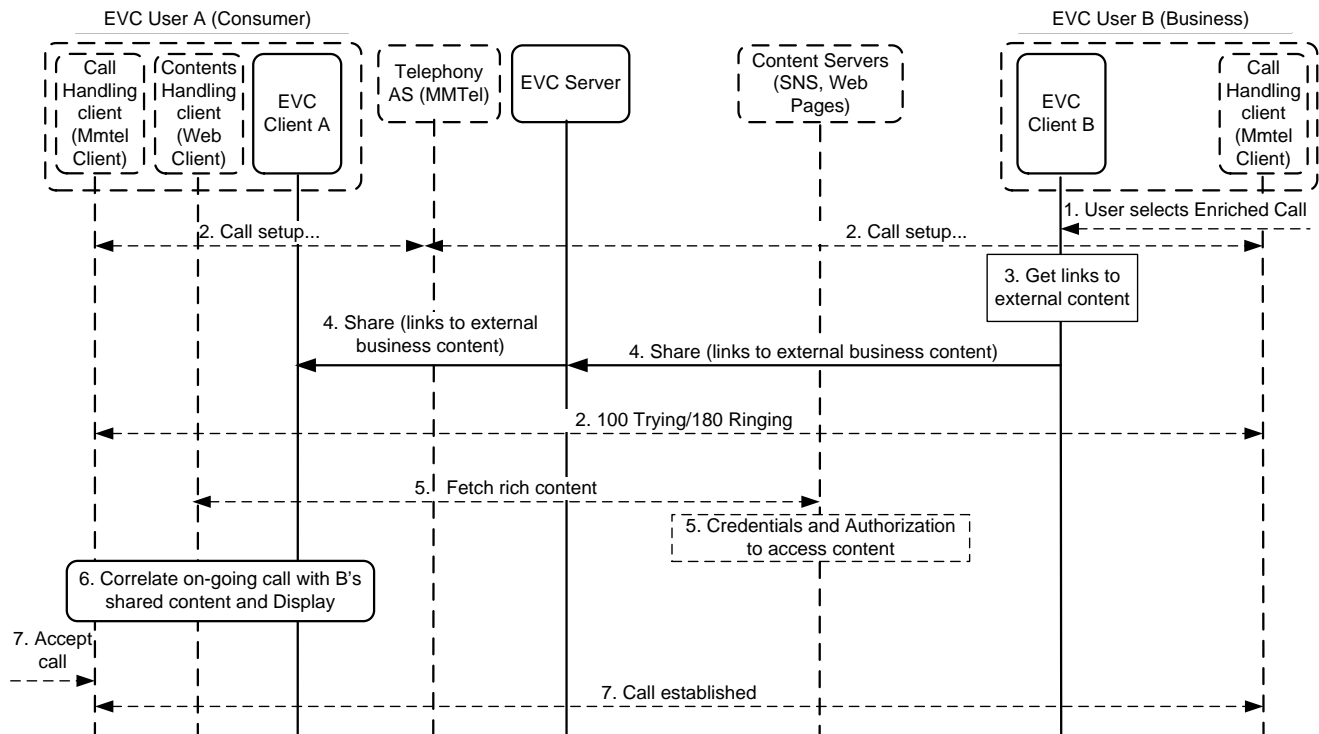 EVC User A (Consumer)
EVC User B (Business)
Call
Handling
client
(Mmtel
Client)
Contents
Handling
client
(Web
Client)
EVC
Client A
Telephony
AS (MMTel)
EVC Server
Content Servers
(SNS, Web
Pages)
EVC
Client B
Call
Handling
client
(Mmtel
Client)
1. User selects Enriched Call
2. Call setup...
2. Call setup...
3. Get links to
external content
4. Share (links to external
business content)
4. Share (links to external business content)
2. 100 Trying/180 Ringing
5. Fetch rich content
5. Credentials and Authorization
to access content
6. Correlate on-going call with B's
shared content and Display
7. Accept
call
7. Call established